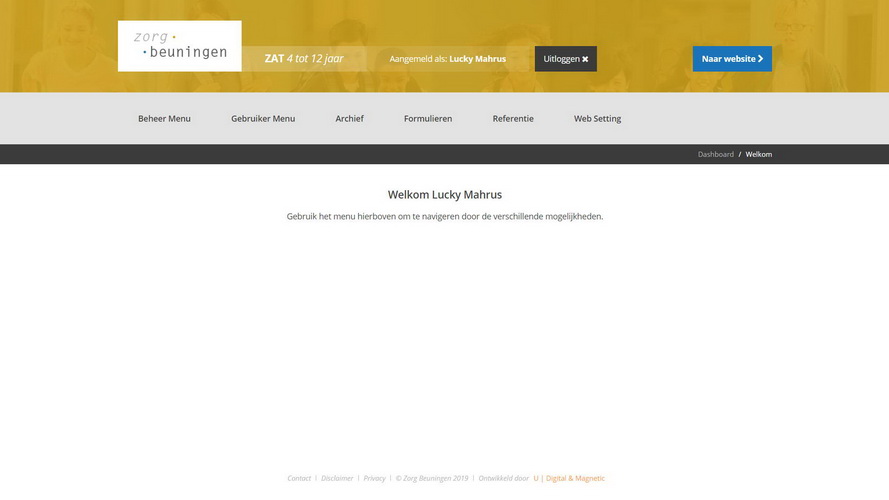 zorg
beuningen
ZAT 4 tot 12 jaar
Aangemeld als: Lucky Mahrus
Uitloggen
Naar website
Beheer Menu
Gebruiker Menu
Archief
Formulieren
Referentie
Web Setting
Dashboard / Welkom
Welkom Lucky Mahrus
Gebruik het menu hierboven om te navigeren door de verschillende mogelijkheden.
Contact | Disclaimer | Privacy | © Zorg Beuningen 2019 | Ontwikkeld door U | Digital & Magnetic